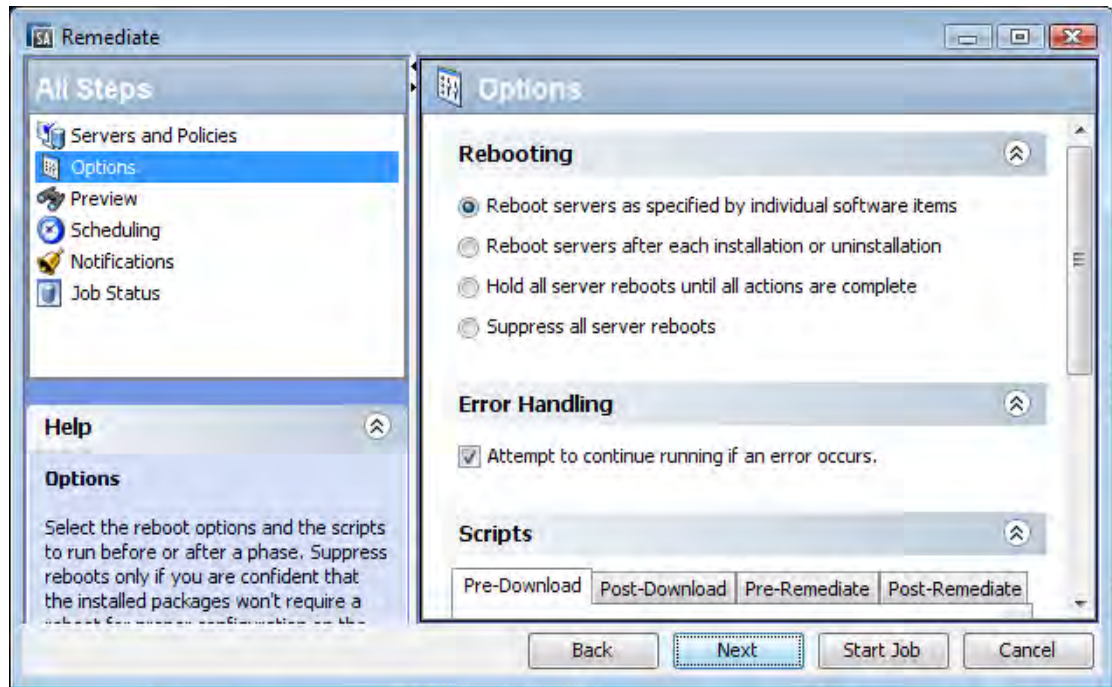 SA Remediate
All Steps
Servers and Policies
Options
Preview
Scheduling
Notifications
Job Status
Help
Options
Select the reboot options and the scripts
to run before or after a phase. Suppress
reboots only if you are confident that
the installed packages won't require a
Options
Rebooting
Reboot servers as specified by individual software items
Reboot servers after each installation or uninstallation
Hold all server reboots until all actions are complete
Suppress all server reboots
Error Handling
Attempt to continue running if an error occurs.
Scripts
Pre-Download Post-Download Pre-Remediate Post-Remediate
Back Next Start Job Cancel